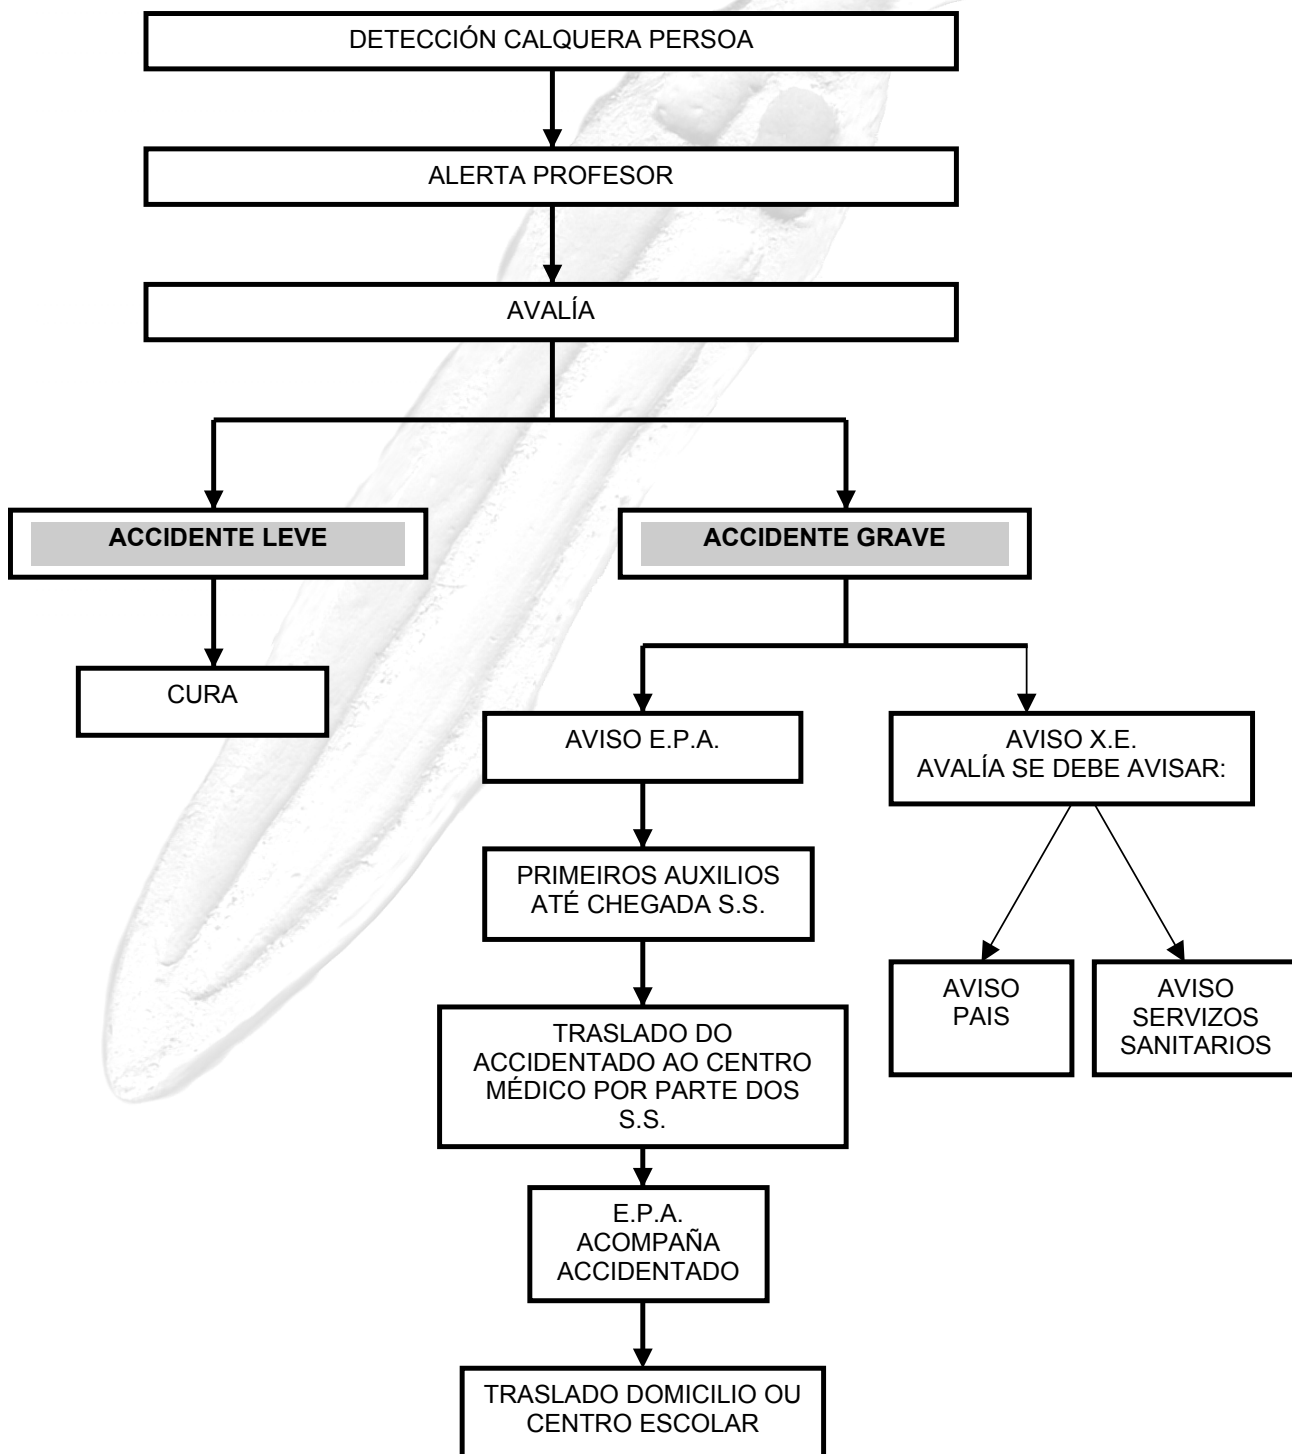 DETECCIÓN CALQUERA PERSOA
ALERTA PROFESOR
AVALÍA
ACCIDENTE LEVE
ACCIDENTE GRAVE
CURA
AVISO E.P.A.
AVISO X.E.
AVALÍA SE DEBE AVISAR:
PRIMEIROS AUXILIOS
ATÉ CHEGADA S.S.
AVISO
PAIS
AVISO
SERVIZOS
SANITARIOS
TRASLADO DO
ACCIDENTADO AO CENTRO
MÉDICO POR PARTE DOS
S.S.
E.P.A.
ACOMPAÑA
ACCIDENTADO
TRASLADO DOMICILIO OU
CENTRO ESCOLAR